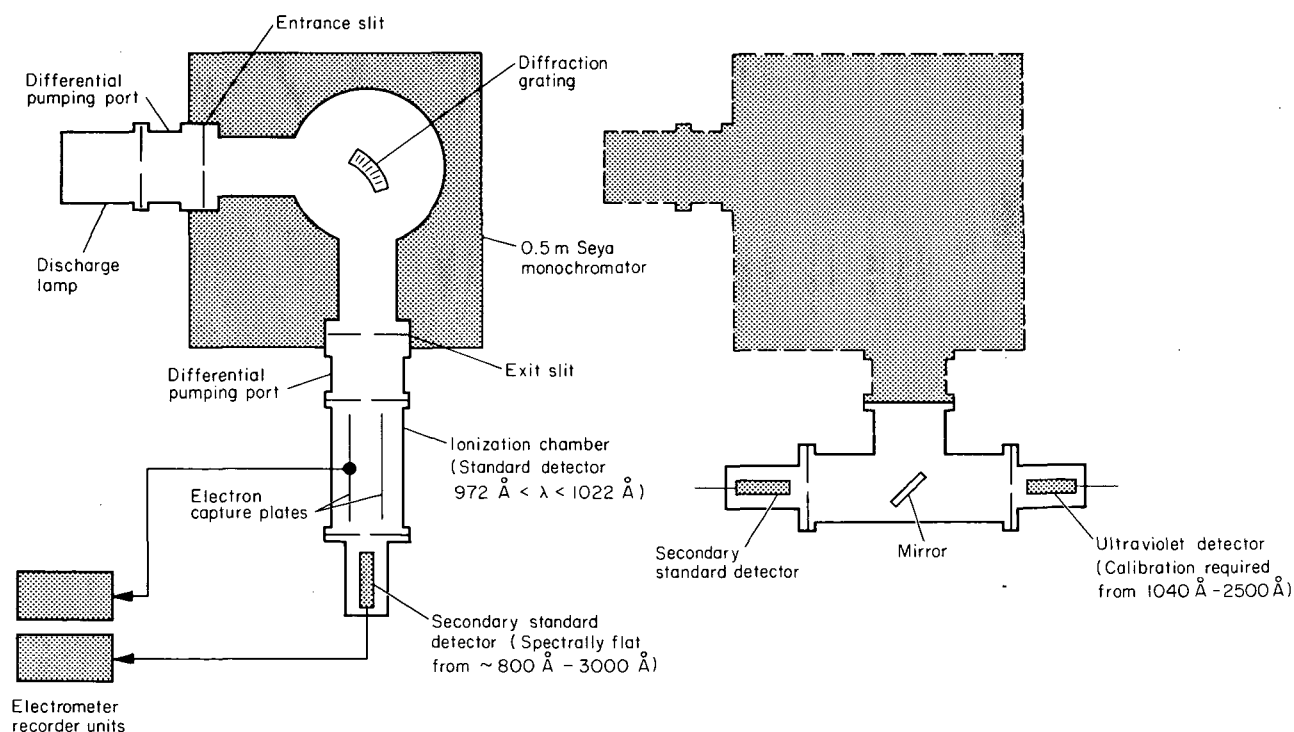 Entrance slit
Differential
pumping port
Diffraction
grating
Discharge
lamp
0.5 m Seya
monochromator
Exit slit
Differential
pumping port
Ionization chamber
(Standard detector
972 Å < λ < 1022 Å)
Electron
capture plates
Secondary standard
detector (Spectrally flat
from ~ 800 Å - 3000 Å)
Electrometer
recorder units
Secondary
standard detector
Mirror
Ultraviolet detector
(Calibration required
from 1040 Å - 2500 Å)